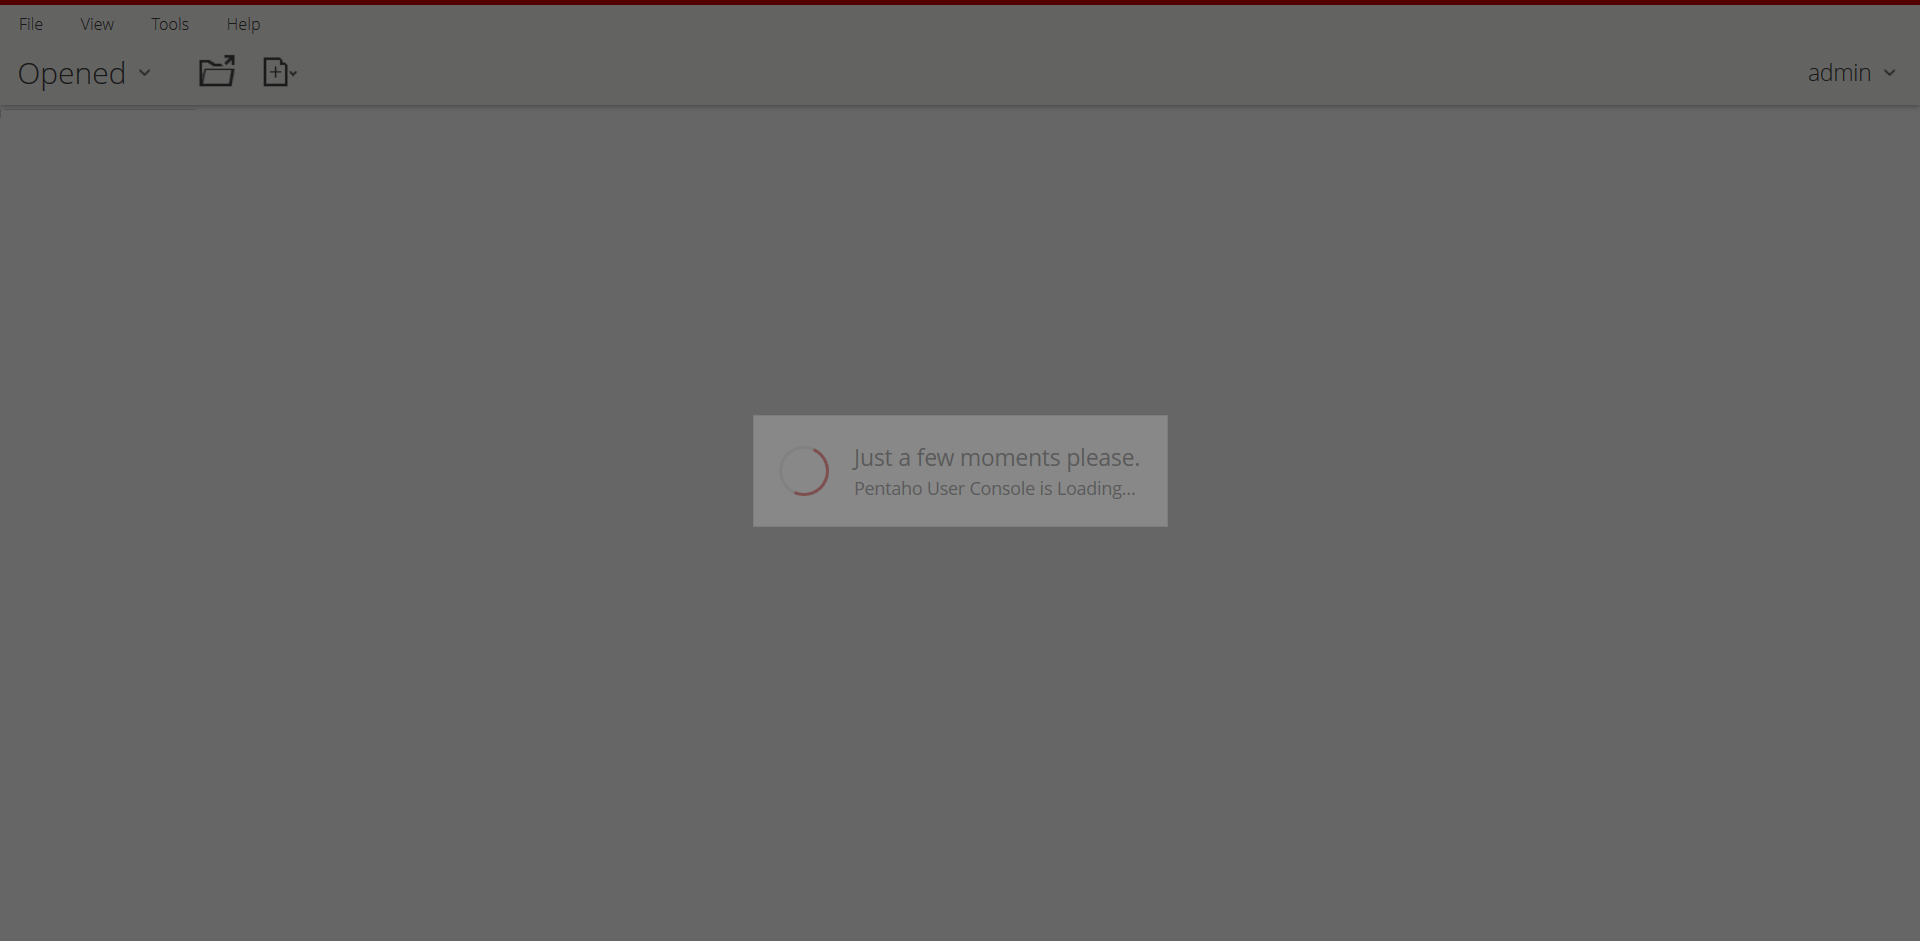 File View Tools Help
Opened admin
Just a few moments please.
Pentaho User Console is Loading...